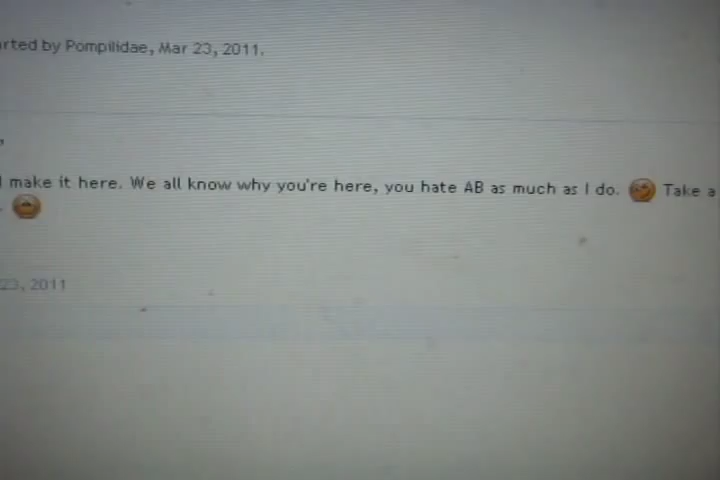 rted by Pompilidae, Mar 23, 2011.
,
I make it here. We all know why you're here, you hate AB as much as I do. Take a
.
23, 2011